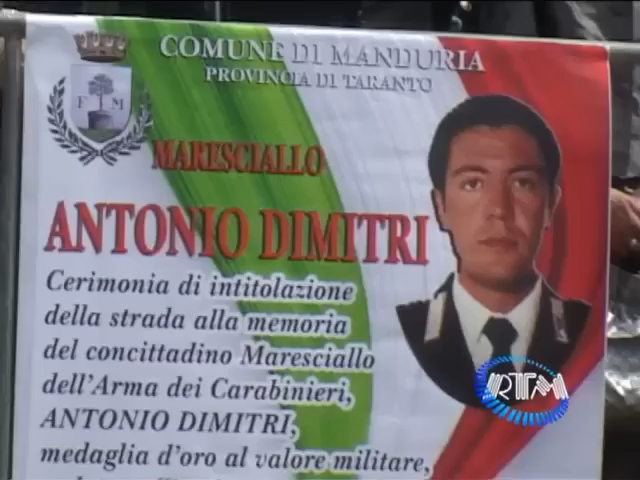 COMUNE DI MANDURIA
PROVINCIA DI TARANTO
F M
MARESCIALLO
ANTONIO DIMITRI
Cerimonia di intitolazione
della strada alla memoria
del concittadino Maresciallo
dell'Arma dei Carabinieri,
ANTONIO DIMITRI,
medaglia d'oro al valore militare,
RTM